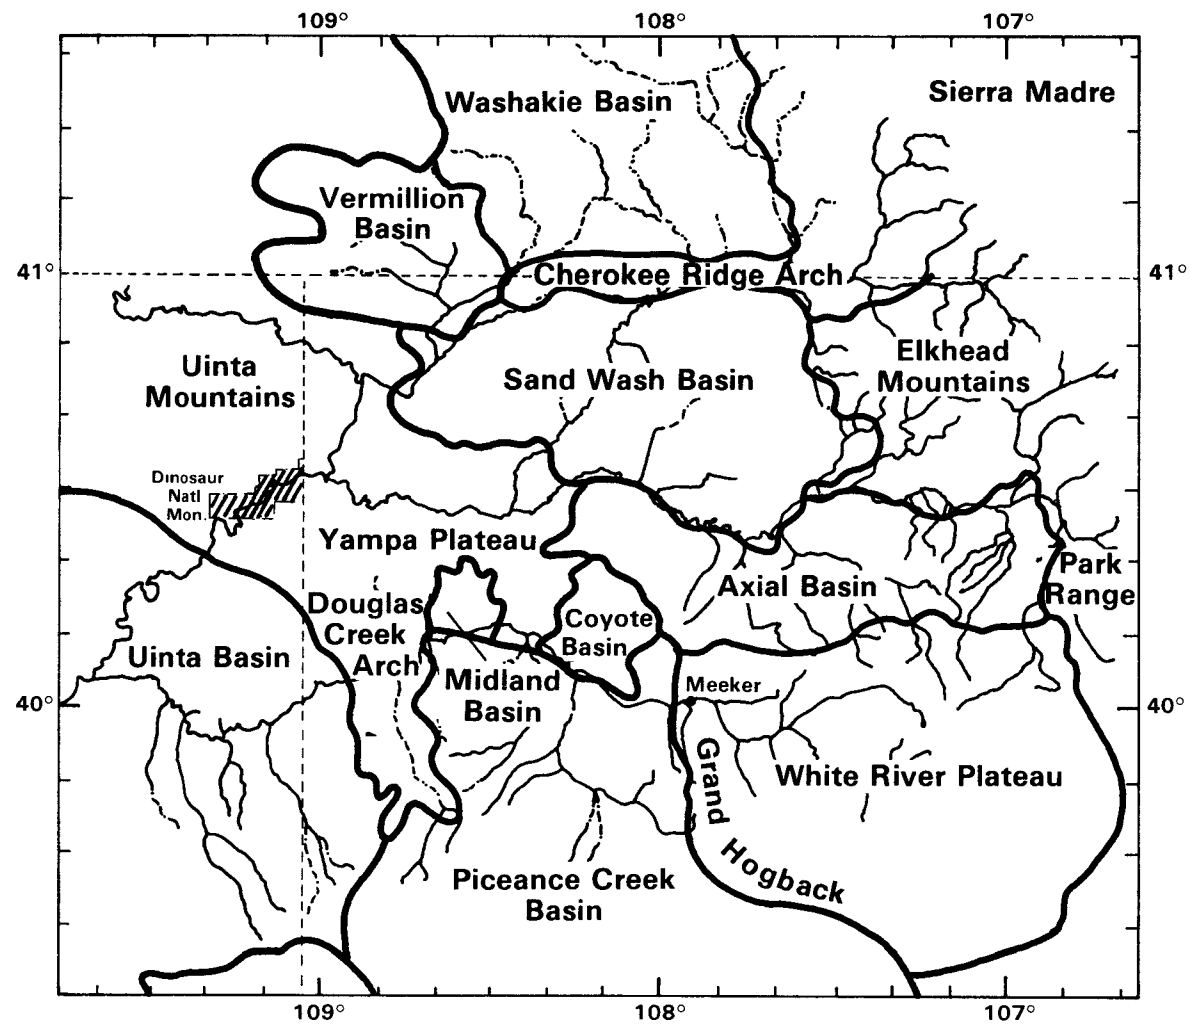 109°
108°
107°
Washakie Basin
Sierra Madre
Vermillion
Basin
41°
Cherokee Ridge Arch
41°
Uinta
Mountains
Sand Wash Basin
Elkhead
Mountains
Dinosaur
Natl
Mon.
Yampa Plateau
Axial Basin
Park
Range
Douglas
Creek
Arch
Coyote
Basin
Uinta Basin
Midland
Basin
Meeker
40°
40°
Grand Hogback
White River Plateau
Piceance Creek
Basin
109°
108°
107°